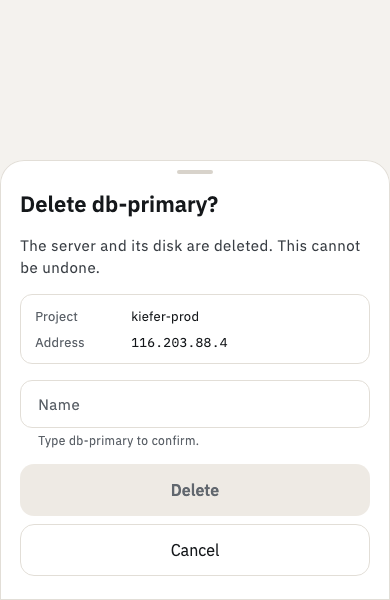 Delete db-primary?
The server and its disk are deleted. This cannot
be undone.
Project kiefer-prod
Address 116.203.88.4
Name
Type db-primary to confirm.
Delete
Cancel